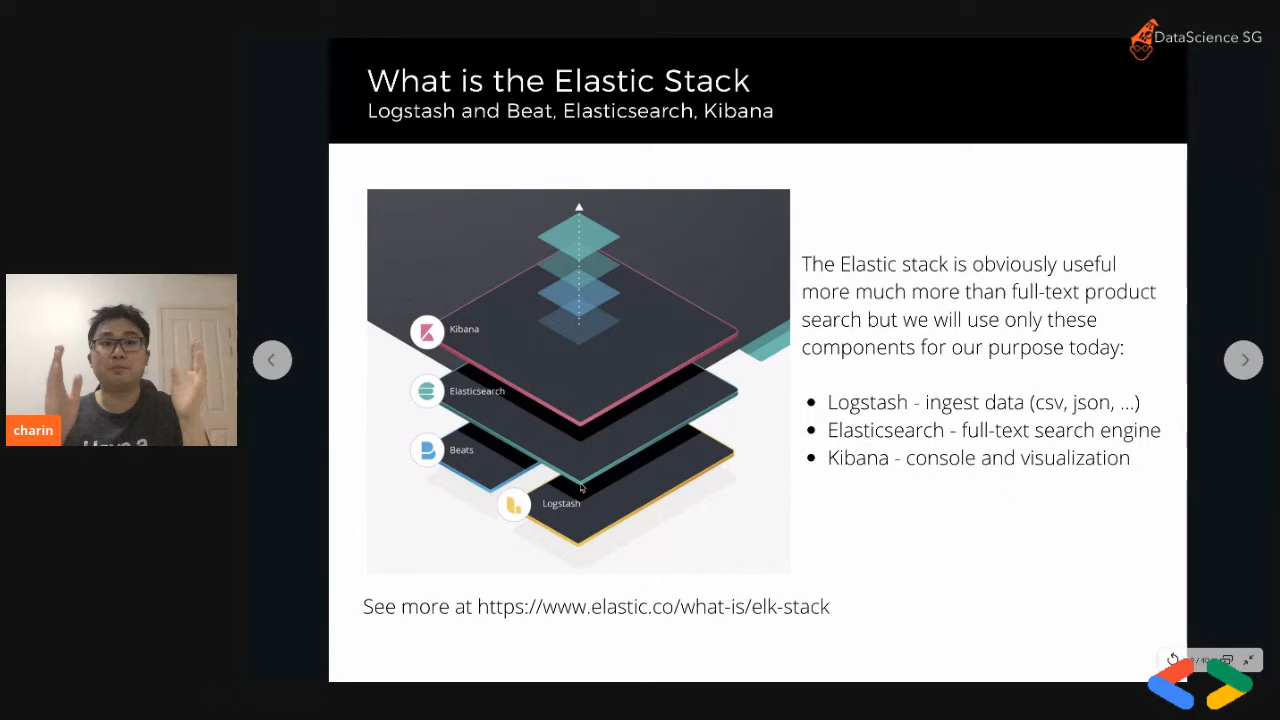 DataScience SG
What is the Elastic Stack
Logstash and Beat, Elasticsearch, Kibana
Kibana
Elasticsearch
Beats
Logstash
The Elastic stack is obviously useful
more much more than full-text product
search but we will use only these
components for our purpose today:
Logstash - ingest data (csv, json, ...)
Elasticsearch - full-text search engine
Kibana - console and visualization
See more at https://www.elastic.co/what-is/elk-stack
charin
Have a